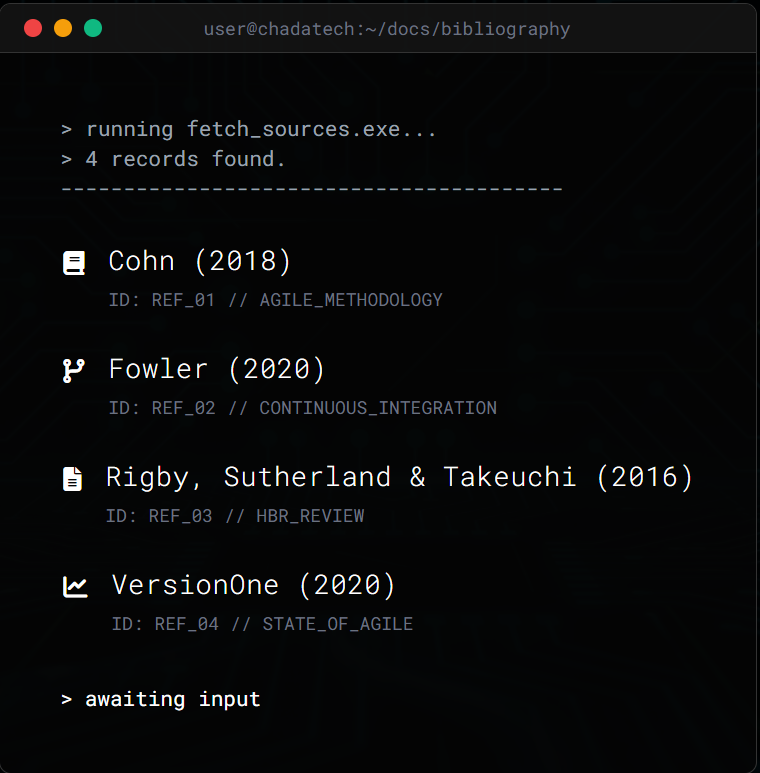 user@chadatech:~/docs/bibliography
> running fetch_sources.exe...
> 4 records found.
----------------------------------------
Cohn (2018)
ID: REF_01 // AGILE_METHODOLOGY
Fowler (2020)
ID: REF_02 // CONTINUOUS_INTEGRATION
Rigby, Sutherland & Takeuchi (2016)
ID: REF_03 // HBR_REVIEW
VersionOne (2020)
ID: REF_04 // STATE_OF_AGILE
> awaiting input